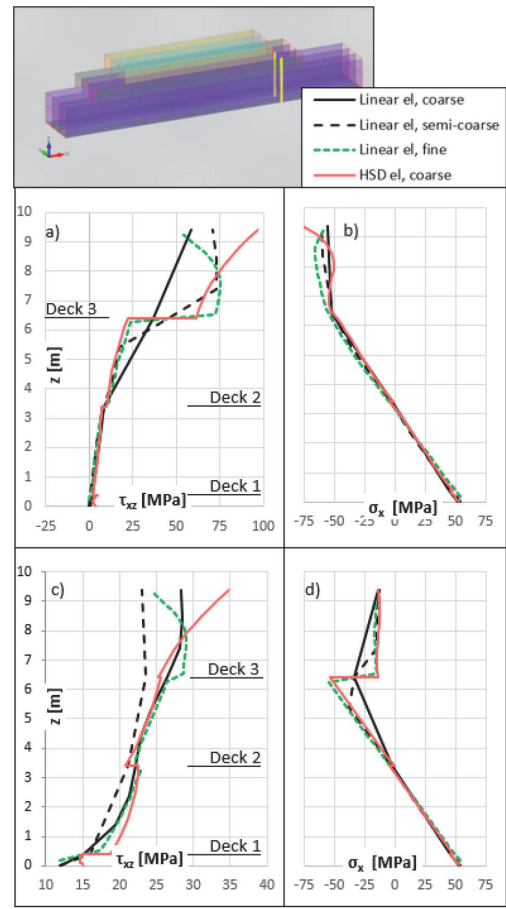 Linear el, coarse
Linear el, semi-coarse
Linear el, fine
HSD el, coarse
a)
b)
10
9
8
7
6
5
4
3
2
1
0
z [m]
Deck 3
Deck 2
Deck 1
τxz [MPa]
σx [MPa]
-25 0 25 50 75 100
-75 -50 -25 0 25 50 75
c)
d)
10
9
8
7
6
5
4
3
2
1
0
z [m]
Deck 3
Deck 2
Deck 1
τxz [MPa]
σx [MPa]
10 15 20 25 30 35 40
-75 -50 -25 0 25 50 75